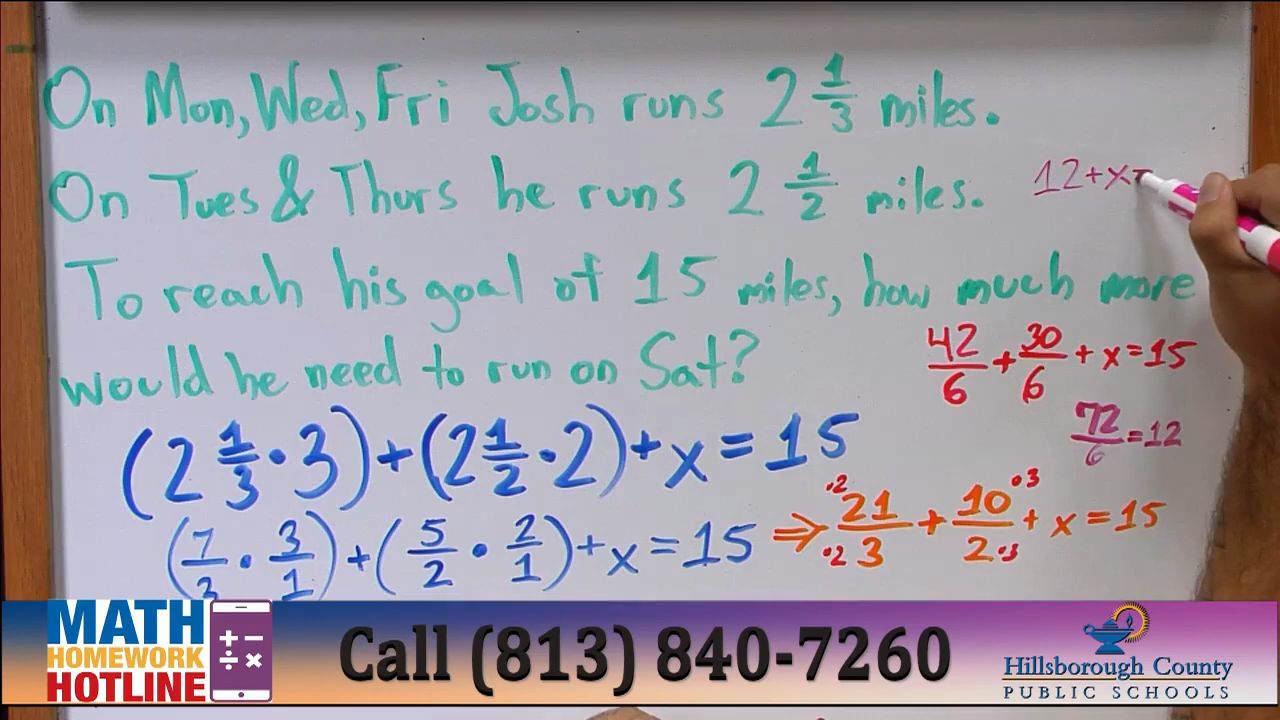 On Mon, Wed, Fri Josh runs 2 1/3 miles.
On Tues & Thurs he runs 2 1/2 miles.
12+x=
To reach his goal of 15 miles, how much more
would he need to run on Sat?
42/6 + 30/6 + x = 15
72/6 = 12
(2 1/3 • 3) + (2 1/2 • 2) + x = 15
(7/3 • 3/1) + (5/2 • 2/1) + x = 15
⇒ 21•2/3•2 + 10•3/2•3 + x = 15
MATH
HOMEWORK
HOTLINE
+ −
÷ ×
Call (813) 840-7260
Hillsborough County
PUBLIC SCHOOLS